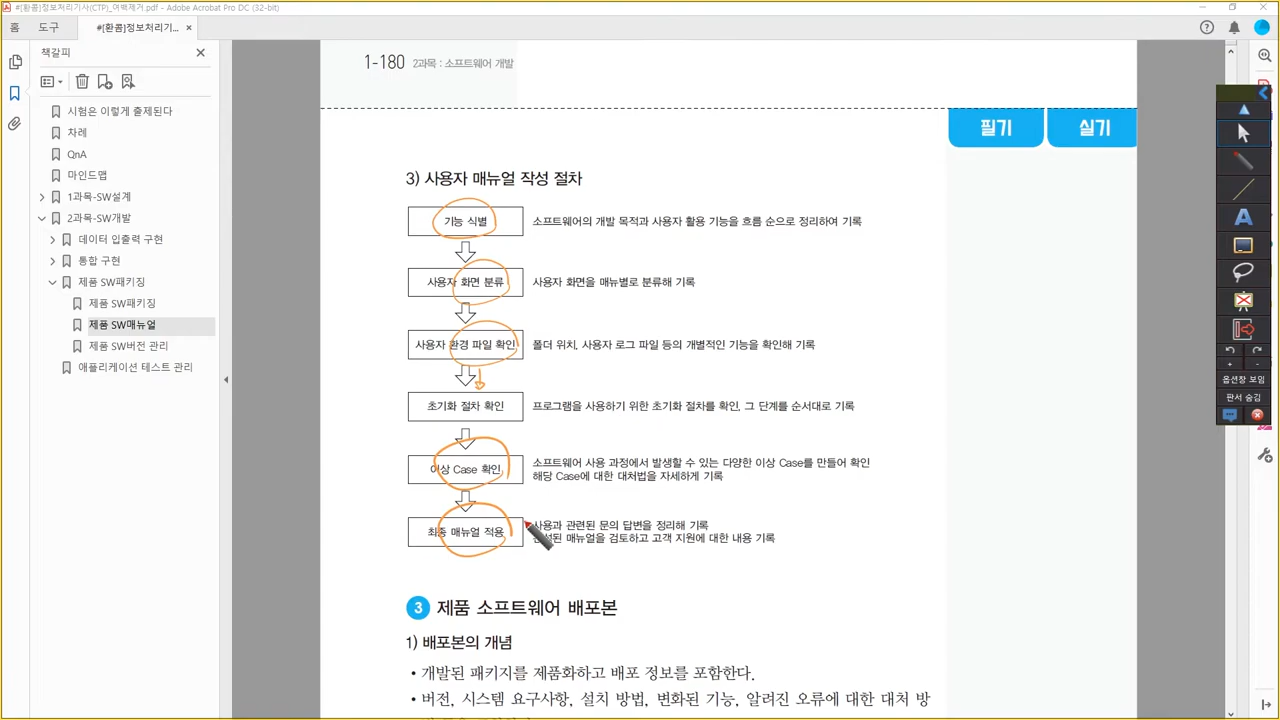 #[환콤]정보처리기사(CTP)_여백제거.pdf - Adobe Acrobat Pro DC (32-bit)
홈 도구 #[환콤]정보처리기... ×
책갈피
시험은 이렇게 출제된다
차례
QnA
마인드맵
1과목-SW설계
2과목-SW개발
데이터 입출력 구현
통합 구현
제품 SW패키징
제품 SW패키징
제품 SW매뉴얼
제품 SW버전 관리
애플리케이션 테스트 관리
1-180 2과목 : 소프트웨어 개발
필기 실기
3) 사용자 매뉴얼 작성 절차
기능 식별 소프트웨어의 개발 목적과 사용자 활용 기능을 흐름 순으로 정리하여 기록
사용자 화면 분류 사용자 화면을 메뉴별로 분류해 기록
사용자 환경 파일 확인 폴더 위치, 사용자 로그 파일 등의 개별적인 기능을 확인해 기록
초기화 절차 확인 프로그램을 사용하기 위한 초기화 절차를 확인, 그 단계를 순서대로 기록
이상 Case 확인 소프트웨어 사용 과정에서 발생할 수 있는 다양한 이상 Case를 만들어 확인
해당 Case에 대한 대처법을 자세하게 기록
최종 매뉴얼 적용 사용과 관련된 문의 답변을 정리해 기록
매뉴얼을 검토하고 고객 지원에 대한 내용 기록
3 제품 소프트웨어 배포본
1) 배포본의 개념
• 개발된 패키지를 제품화하고 배포 정보를 포함한다.
• 버전, 시스템 요구사항, 설치 방법, 변화된 기능, 알려진 오류에 대한 대처 방
A
옵션창 보임
판서 숨김